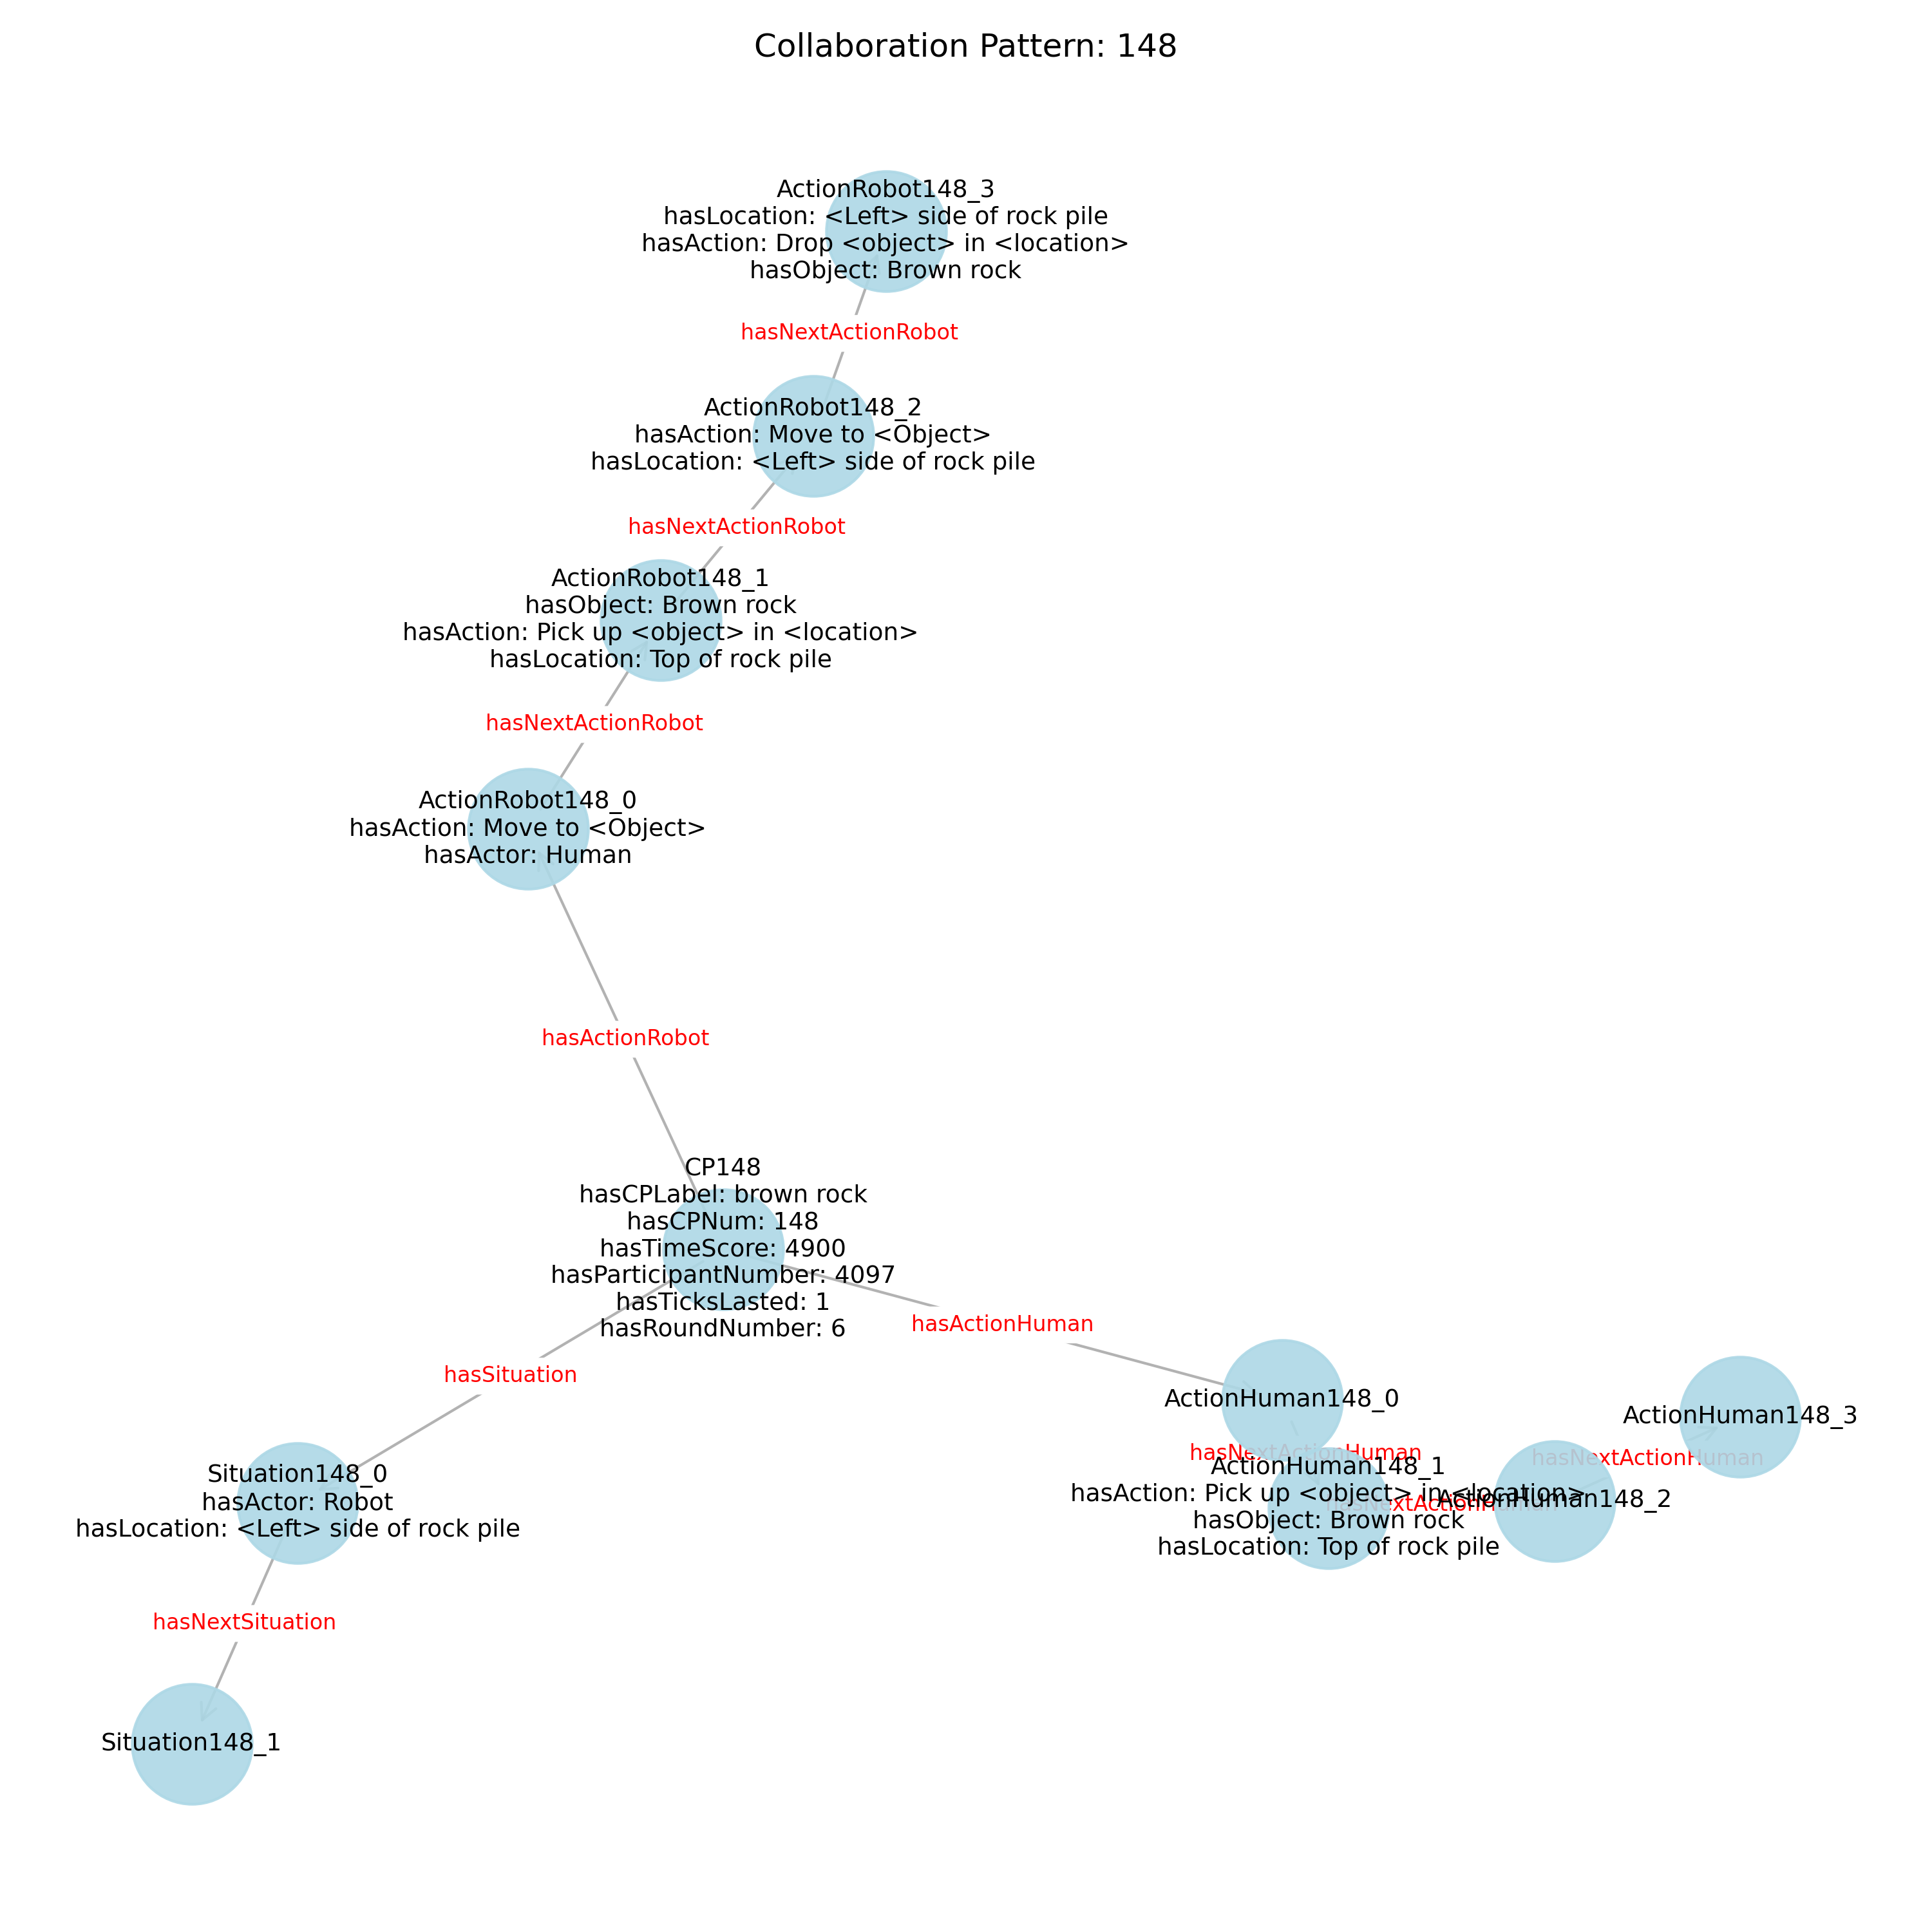 Collaboration Pattern: 148
ActionRobot148_3
hasLocation: <Left> side of rock pile
hasAction: Drop <object> in <location>
hasObject: Brown rock
hasNextActionRobot
ActionRobot148_2
hasAction: Move to <Object>
hasLocation: <Left> side of rock pile
hasNextActionRobot
ActionRobot148_1
hasObject: Brown rock
hasAction: Pick up <object> in <location>
hasLocation: Top of rock pile
hasNextActionRobot
ActionRobot148_0
hasAction: Move to <Object>
hasActor: Human
hasActionRobot
CP148
hasCPLabel: brown rock
hasCPNum: 148
hasTimeScore: 4900
hasParticipantNumber: 4097
hasTicksLasted: 1
hasRoundNumber: 6
hasActionHuman
hasSituation
ActionHuman148_0
ActionHuman148_3
hasNextActionHuman
hasNextActionHuman
ActionHuman148_1
hasAction: Pick up <object> in <location>
hasObject: Brown rock
hasLocation: Top of rock pile
hasNextActionHuman
ActionHuman148_2
Situation148_0
hasActor: Robot
hasLocation: <Left> side of rock pile
hasNextSituation
Situation148_1